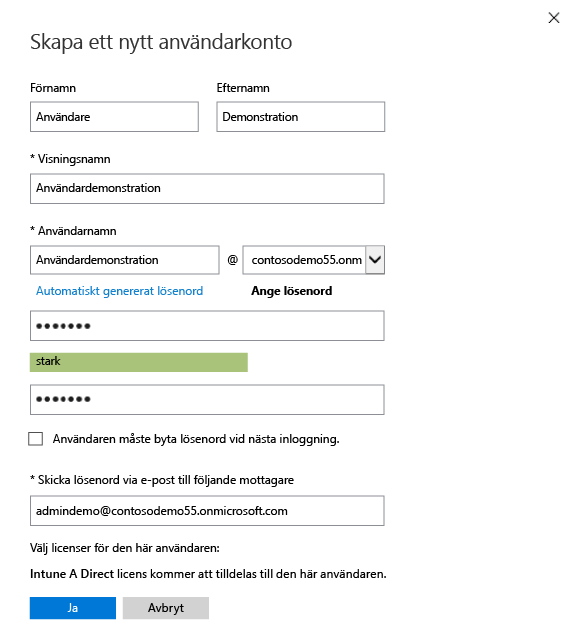 Skapa ett nytt användarkonto
Förnamn Efternamn
Användare Demonstration
* Visningsnamn
Användardemonstration
* Användarnamn
Användardemonstration @ contosodemo55.onm
Automatiskt genererat lösenord Ange lösenord
•••••••
stark
•••••••
Användaren måste byta lösenord vid nästa inloggning.
* Skicka lösenord via e-post till följande mottagare
admindemo@contosodemo55.onmicrosoft.com
Välj licenser för den här användaren:
Intune A Direct licens kommer att tilldelas till den här användaren.
Ja Avbryt